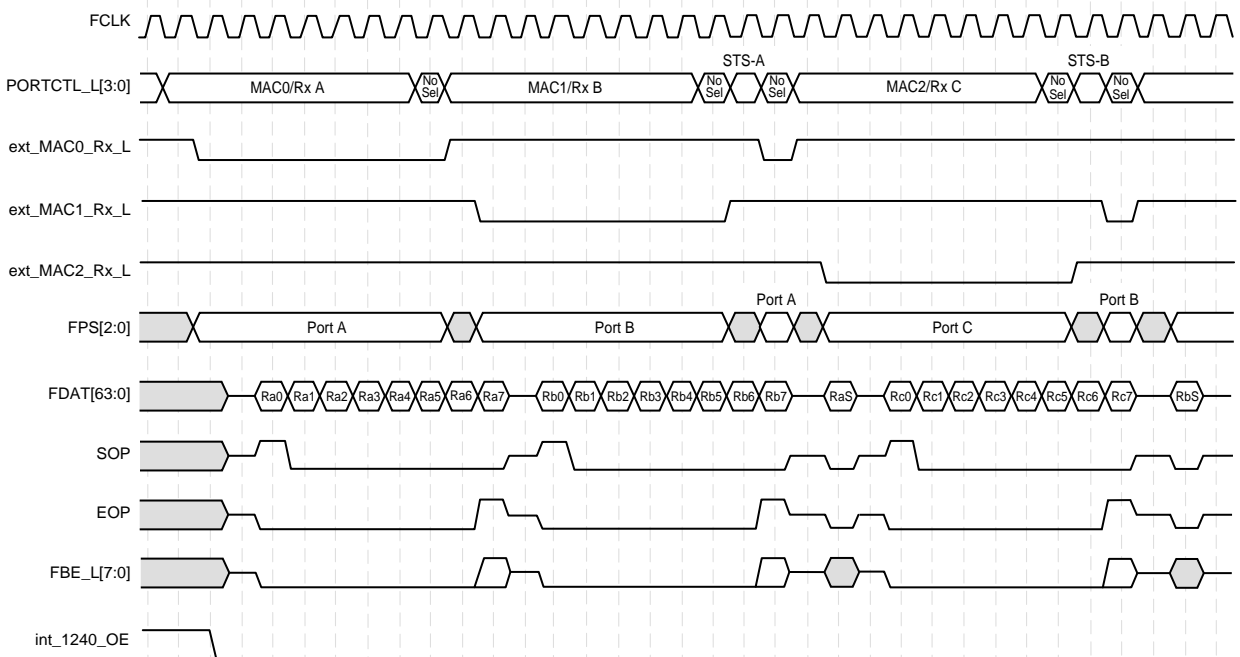 FCLK
STS-A STS-B
PORTCTL_L[3:0] MAC0/Rx A No Sel MAC1/Rx B No Sel No Sel MAC2/Rx C No Sel No Sel
ext_MAC0_Rx_L
ext_MAC1_Rx_L
ext_MAC2_Rx_L
Port A Port B
FPS[2:0] Port A Port B Port C
FDAT[63:0] Ra0 Ra1 Ra2 Ra3 Ra4 Ra5 Ra6 Ra7 Rb0 Rb1 Rb2 Rb3 Rb4 Rb5 Rb6 Rb7 RaS Rc0 Rc1 Rc2 Rc3 Rc4 Rc5 Rc6 Rc7 RbS
SOP
EOP
FBE_L[7:0]
int_1240_OE